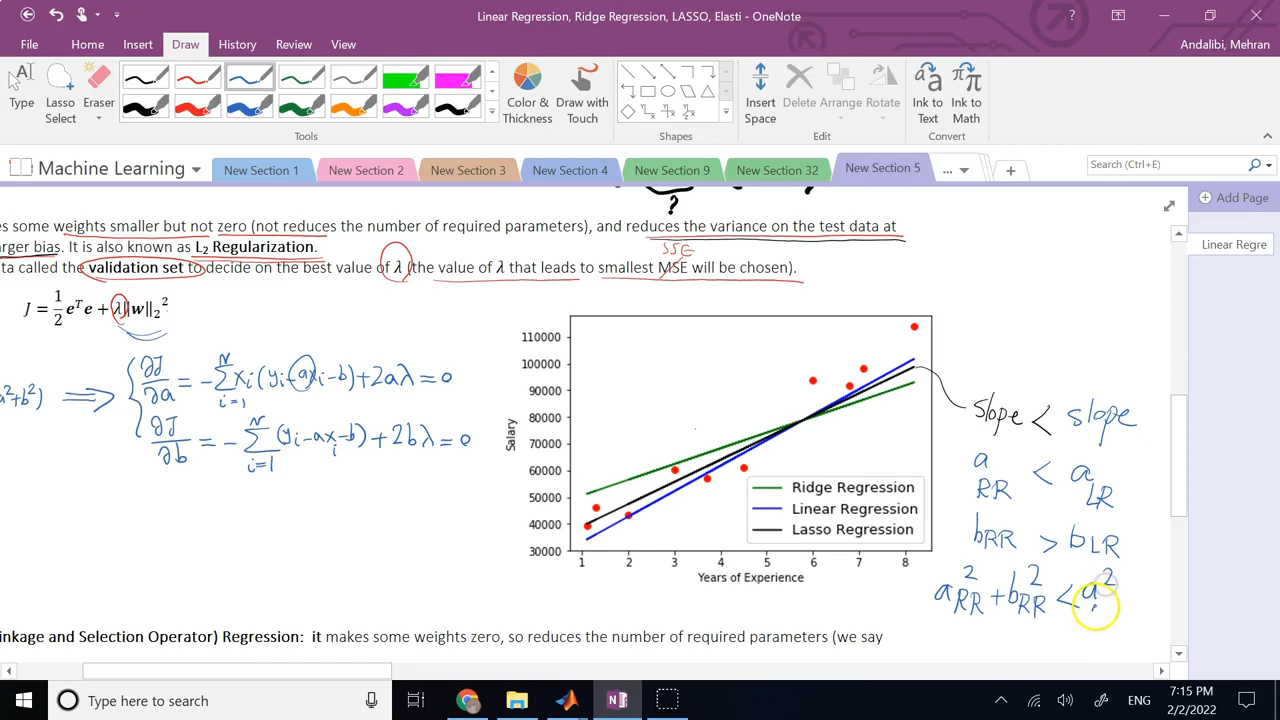 Linear Regression, Ridge Regression, LASSO, Elasti - OneNote
Andalibi, Mehran
File Home Insert Draw History Review View
Type
Lasso Select
Eraser
Color & Thickness
Draw with Touch
Insert Space
Delete Arrange Rotate
Ink to Text
Ink to Math
Tools Shapes Edit Convert
Machine Learning New Section 1 New Section 2 New Section 3 New Section 4 New Section 9 New Section 32 New Section 5 ... Search (Ctrl+E)
Add Page
Linear Regre
?
es some weights smaller but not zero (not reduces the number of required parameters), and reduces the variance on the test data at
arger bias. It is also known as L₂ Regularization.
SSE
ta called the validation set to decide on the best value of λ (the value of λ that leads to smallest MSE will be chosen).
J = 1/2 eᵀe + λ‖w‖₂²
a²+b²) ⟹ { ∂J/∂a = -∑ᵢ₌₁ᴺ xᵢ(yᵢ-axᵢ-b)+2aλ=0
∂J/∂b = -∑ᵢ₌₁ᴺ (yᵢ-axᵢ-b)+2bλ=0
110000
100000
90000
80000
70000
60000
50000
40000
30000
Salary
Ridge Regression
Linear Regression
Lasso Regression
1 2 3 4 5 6 7 8
Years of Experience
slope < slope
a RR < a LR
bRR > bLR
a²RR + b²RR < a²
inkage and Selection Operator) Regression: it makes some weights zero, so reduces the number of required parameters (we say
Type here to search
ENG
7:15 PM
2/2/2022